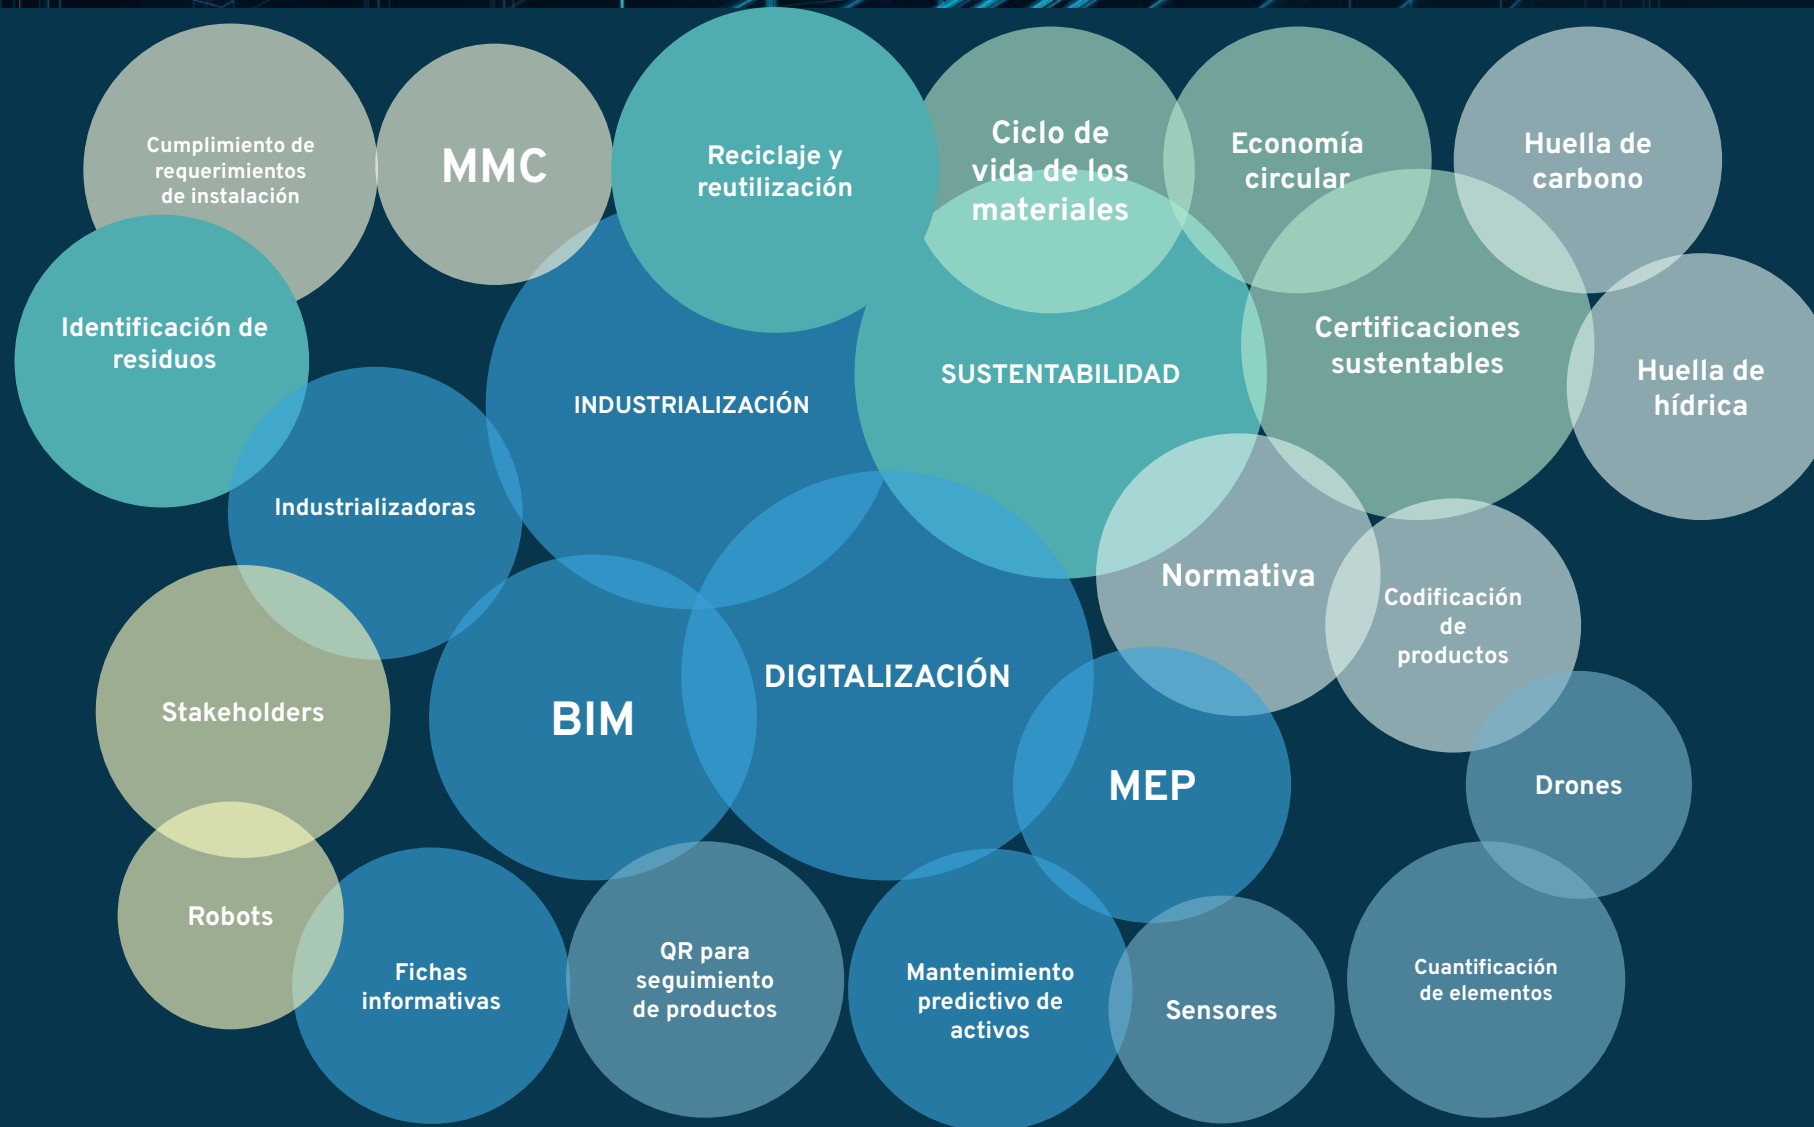 Cumplimiento de
requerimientos
de instalación
MMC
Reciclaje y
reutilización
Ciclo de
vida de los
materiales
Economía
circular
Huella de
carbono
Identificación de
residuos
INDUSTRIALIZACIÓN
SUSTENTABILIDAD
Certificaciones
sustentables
Huella de
hídrica
Industrializadoras
Normativa
Codificación
de
productos
Stakeholders
BIM
DIGITALIZACIÓN
MEP
Drones
Robots
Fichas
informativas
QR para
seguimiento
de productos
Mantenimiento
predictivo de
activos
Sensores
Cuantificación
de elementos